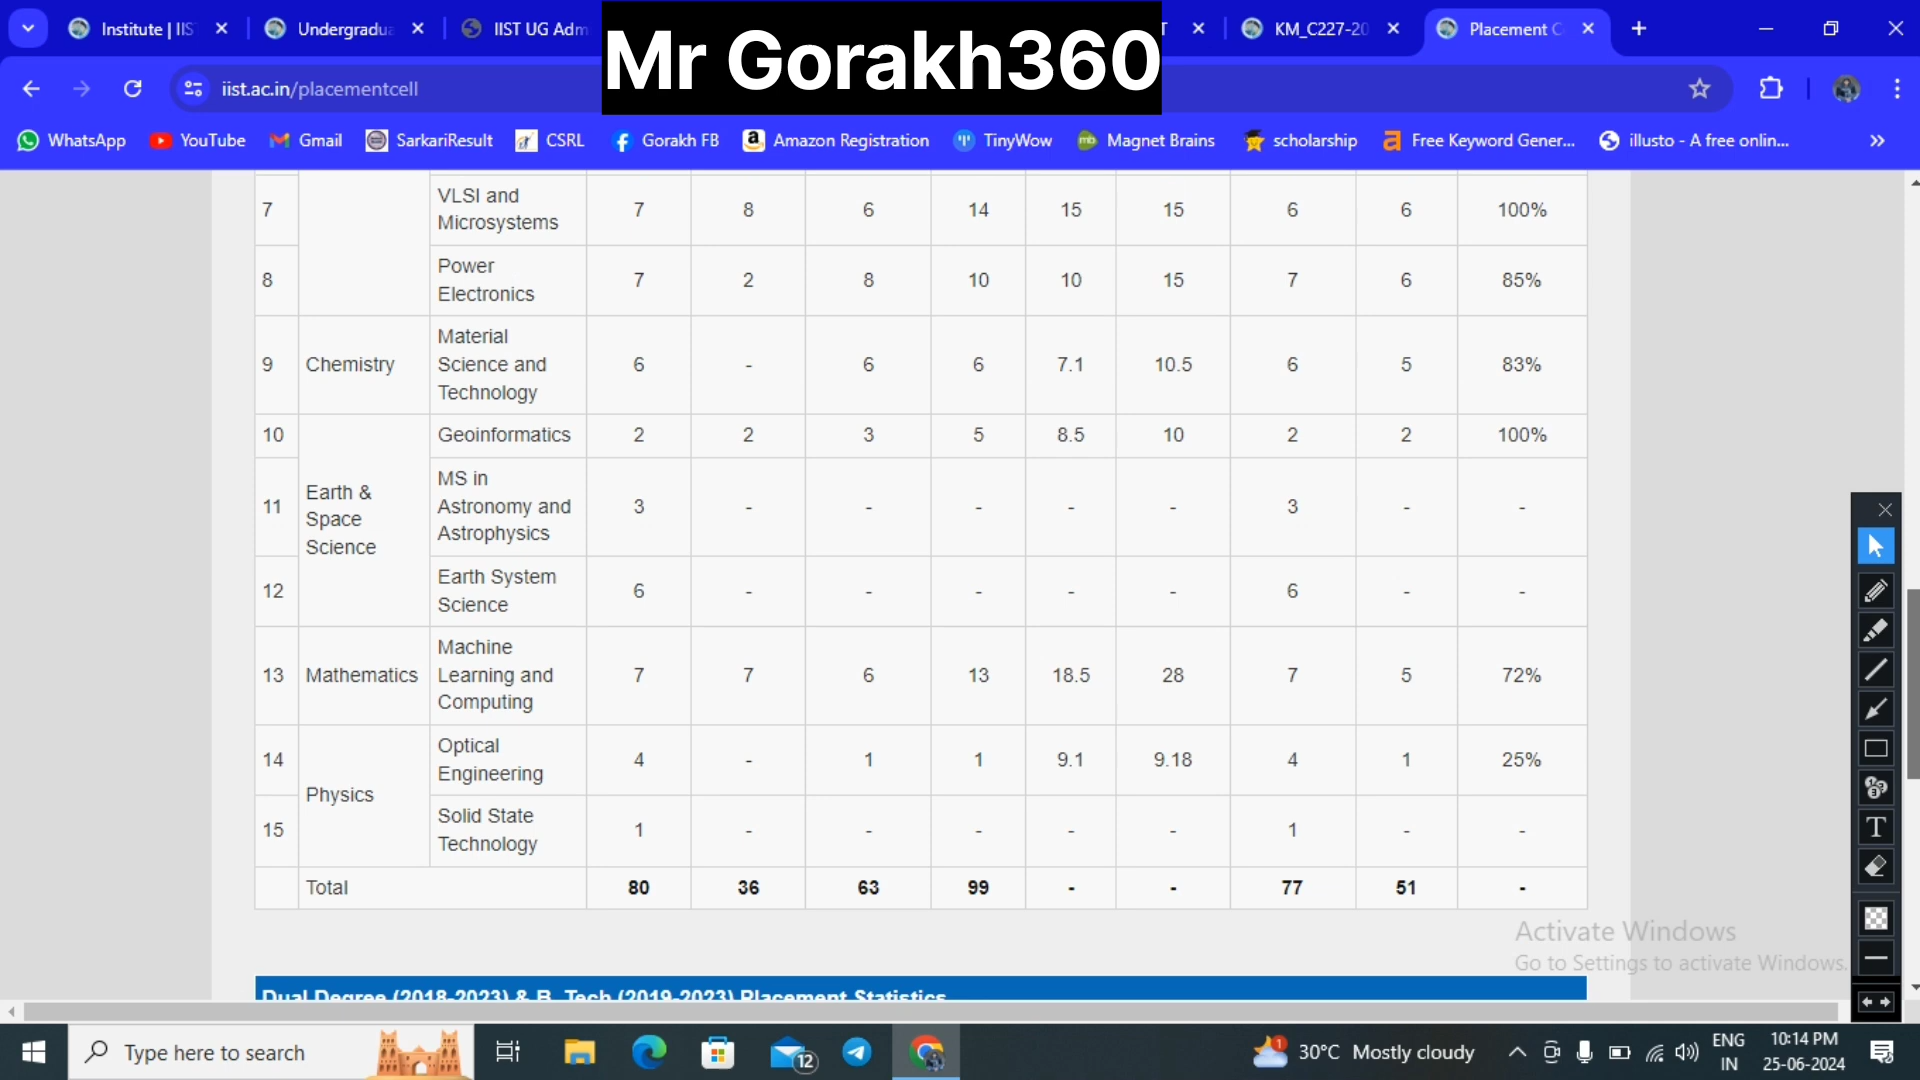 Institute | IIS
Undergradua
IIST UG Adm
Mr Gorakh360
T
KM_C227-20
Placement C
iist.ac.in/placementcell
WhatsApp
YouTube
Gmail
SarkariResult
CSRL
Gorakh FB
Amazon Registration
TinyWow
Magnet Brains
scholarship
Free Keyword Gener...
illusto - A free onlin...
7 VLSI and Microsystems 7 8 6 14 15 15 6 6 100%
8 Power Electronics 7 2 8 10 10 15 7 6 85%
9 Chemistry Material Science and Technology 6 - 6 6 7.1 10.5 6 5 83%
10 Geoinformatics 2 2 3 5 8.5 10 2 2 100%
Earth & Space Science
11 MS in Astronomy and Astrophysics 3 - - - - - 3 - -
12 Earth System Science 6 - - - - - 6 - -
13 Mathematics Machine Learning and Computing 7 7 6 13 18.5 28 7 5 72%
14 Optical Engineering 4 - 1 1 9.1 9.18 4 1 25%
Physics
15 Solid State Technology 1 - - - - - 1 - -
Total 80 36 63 99 - - 77 51 -
Activate Windows
Go to Settings to activate Windows.
Dual Degree (2018-2023) & B. Tech (2019-2023) Placement Statistics
Type here to search
12
1
30°C Mostly cloudy
ENG
IN
10:14 PM
25-06-2024